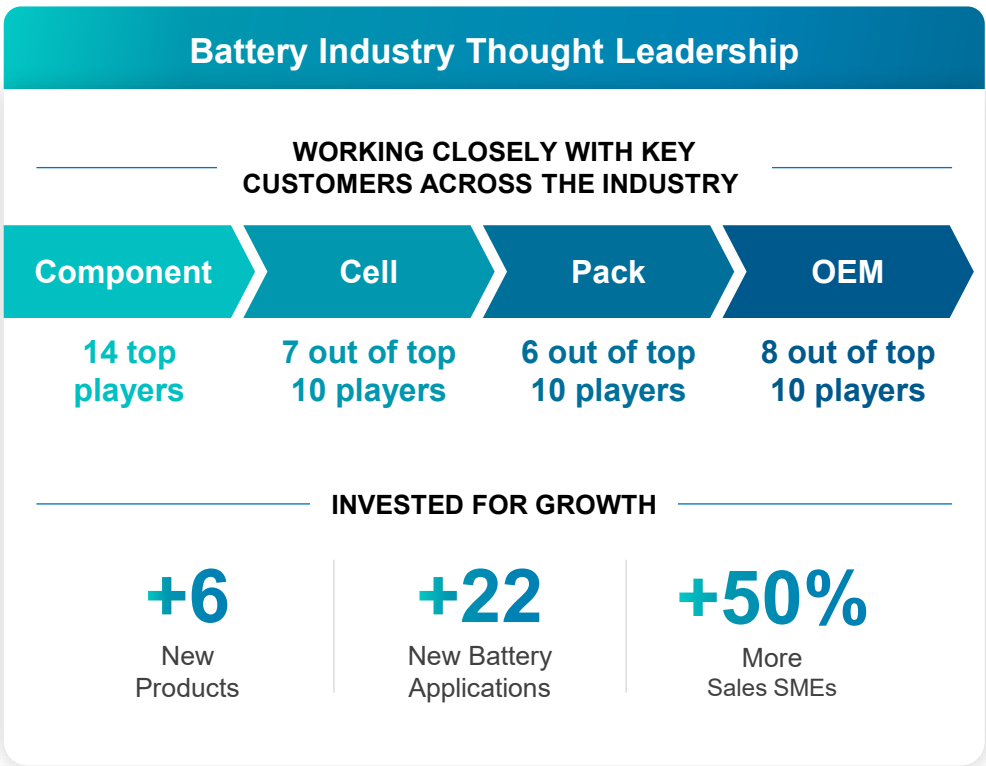 Battery Industry Thought Leadership
WORKING CLOSELY WITH KEY
CUSTOMERS ACROSS THE INDUSTRY
Component
Cell
Pack
OEM
14 top
players
7 out of top
10 players
6 out of top
10 players
8 out of top
10 players
INVESTED FOR GROWTH
+6
New
Products
+22
New Battery
Applications
+50%
More
Sales SMEs